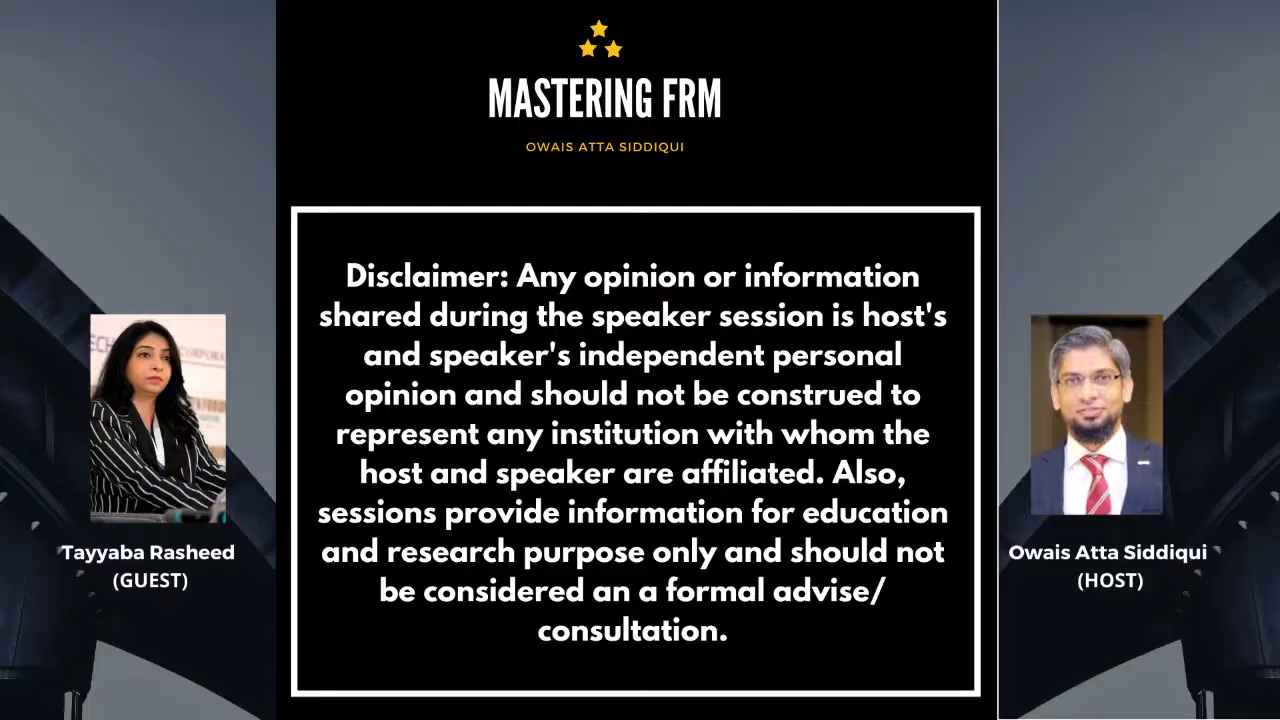 MASTERING FRM
OWAIS ATTA SIDDIQUI
Disclaimer: Any opinion or information
shared during the speaker session is host's
and speaker's independent personal
opinion and should not be construed to
represent any institution with whom the
host and speaker are affiliated. Also,
sessions provide information for education
and research purpose only and should not
be considered an a formal advise/
consultation.
Tayyaba Rasheed
(GUEST)
Owais Atta Siddiqui
(HOST)